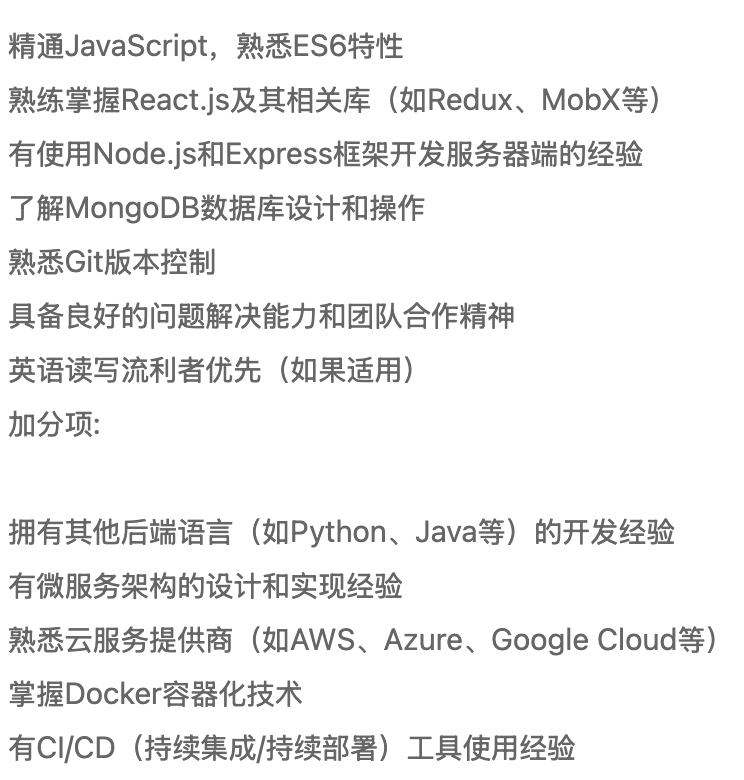 精通JavaScript，熟悉ES6特性
熟练掌握React.js及其相关库（如Redux、MobX等）
有使用Node.js和Express框架开发服务器端的经验
了解MongoDB数据库设计和操作
熟悉Git版本控制
具备良好的问题解决能力和团队合作精神
英语读写流利者优先（如果适用）
加分项:
拥有其他后端语言（如Python、Java等）的开发经验
有微服务架构的设计和实现经验
熟悉云服务提供商（如AWS、Azure、Google Cloud等）
掌握Docker容器化技术
有CI/CD（持续集成/持续部署）工具使用经验